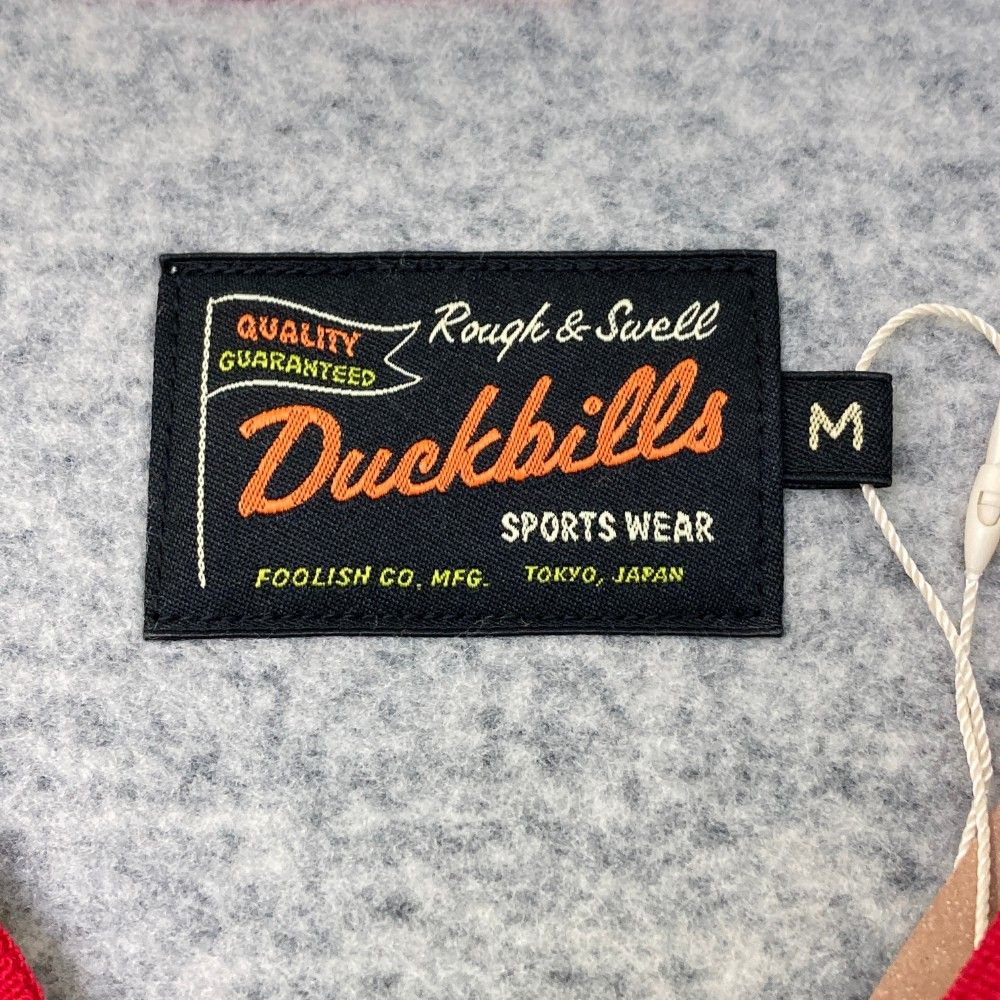 QUALITY
GUARANTEED
Rough & Swell
Duckbills
SPORTS WEAR
FOOLISH CO. MFG. TOKYO, JAPAN
M